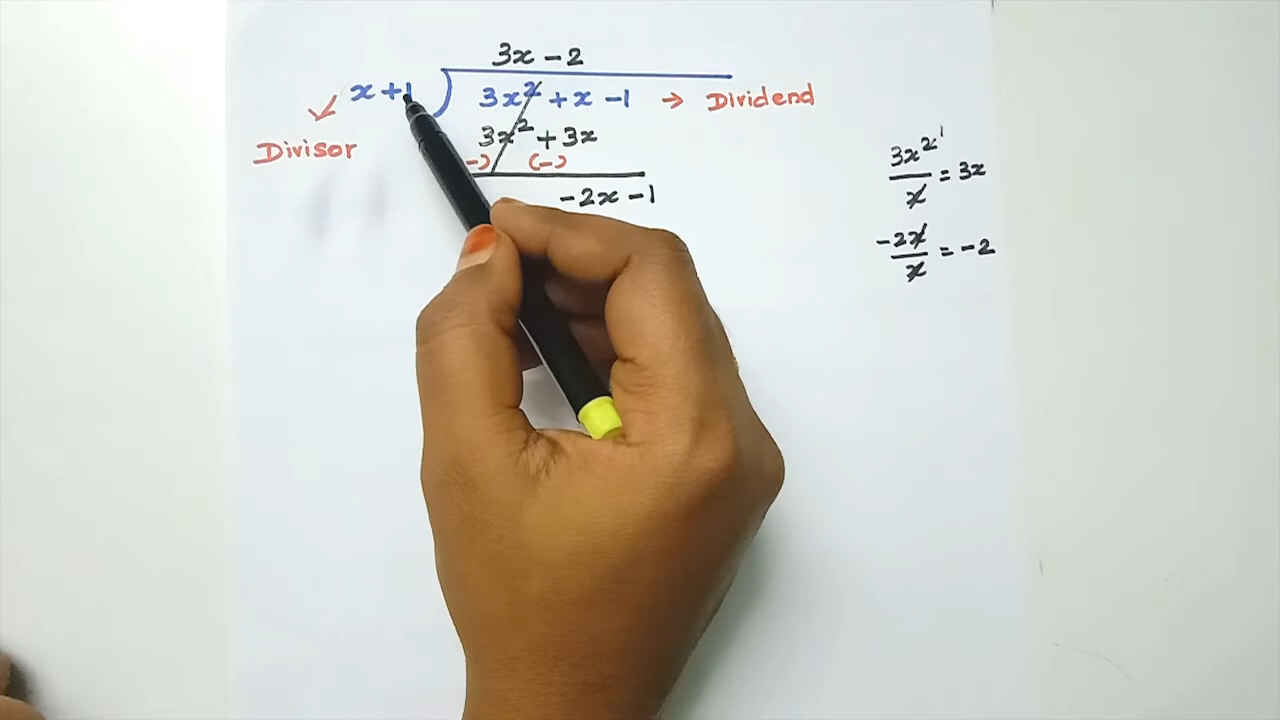 3x - 2
x + 1 ) 3x² + x - 1 → Dividend
Divisor
3x² + 3x
-) (-)
-2x - 1
3x² / x = 3x
-2x / x = -2